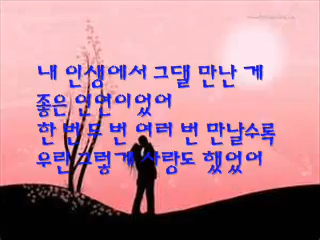 내 인생에서 그댈 만난 게
좋은 인연이었어
한 번 두 번 여러 번 만날수록
우린 그렇게 사랑도 했었어